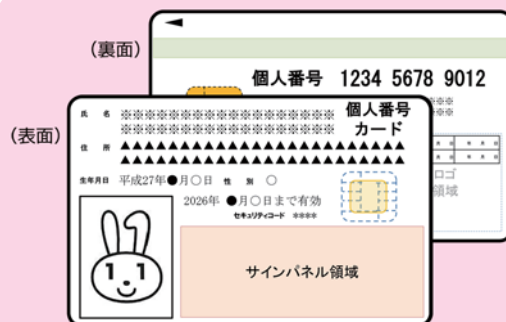 (裏面)
個人番号 1234 5678 9012
※※※
※※※
ロゴ
領域
(表面)
氏 名 ※※※※※※※※※※※※※※※※※※ 個人番号
※※※※※※※※※※※※※※※※※※ カード
住 所 ▲▲▲▲▲▲▲▲▲▲▲▲▲▲▲▲▲▲▲▲▲▲▲▲
▲▲▲▲▲▲▲▲▲▲▲▲▲▲▲▲▲▲▲▲▲▲▲▲
生年月日 平成27年●月○日 性 別 ○
2026年 ●月○日まで有効
セキュリティコード ****
1 1
サインパネル領域